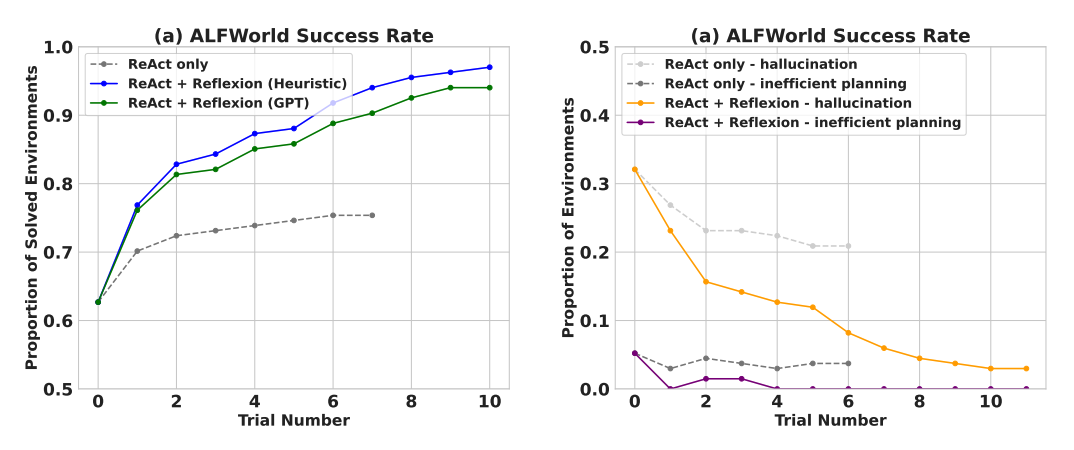 (a) ALFWorld Success Rate
Proportion of Solved Environments
1.0
0.9
0.8
0.7
0.6
0.5
ReAct only
ReAct + Reflexion (Heuristic)
ReAct + Reflexion (GPT)
0 2 4 6 8 10
Trial Number
(a) ALFWorld Success Rate
Proportion of Environments
0.5
0.4
0.3
0.2
0.1
0.0
ReAct only - hallucination
ReAct only - inefficient planning
ReAct + Reflexion - hallucination
ReAct + Reflexion - inefficient planning
0 2 4 6 8 10
Trial Number